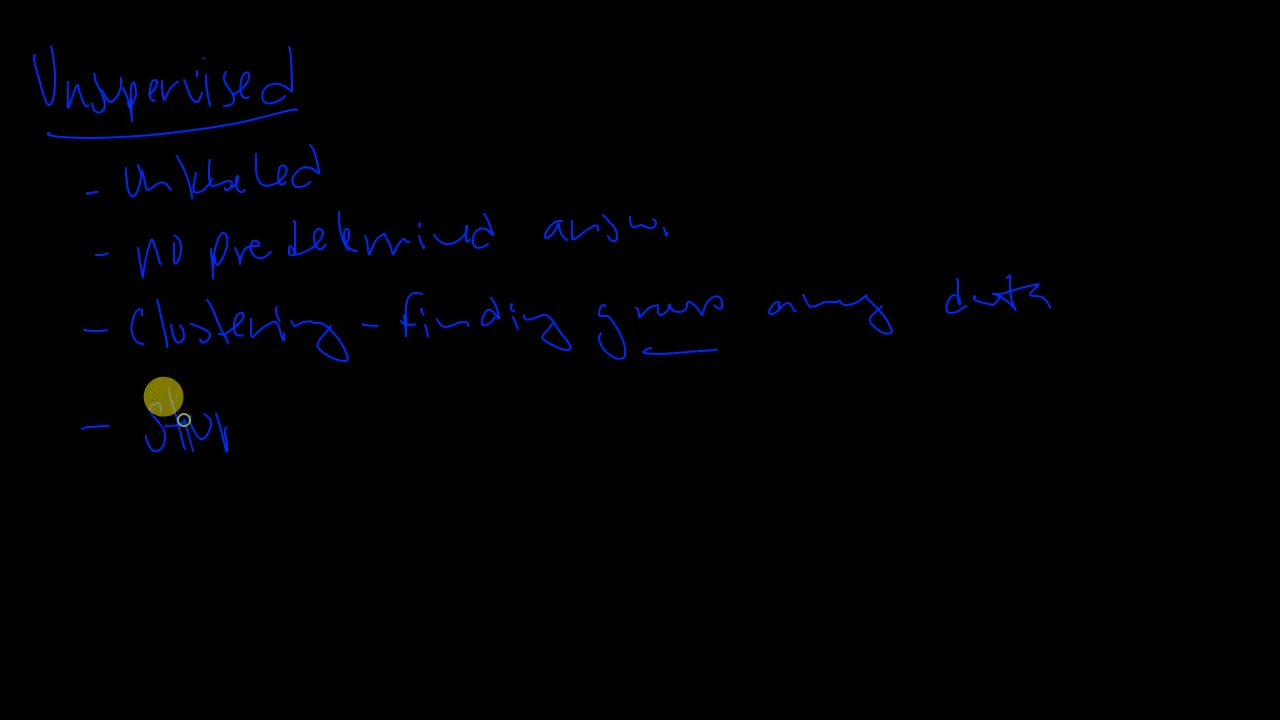 Unsupervised
- Unlabeled
- no predetermined answ.
- Clustering - finding groups among data
-